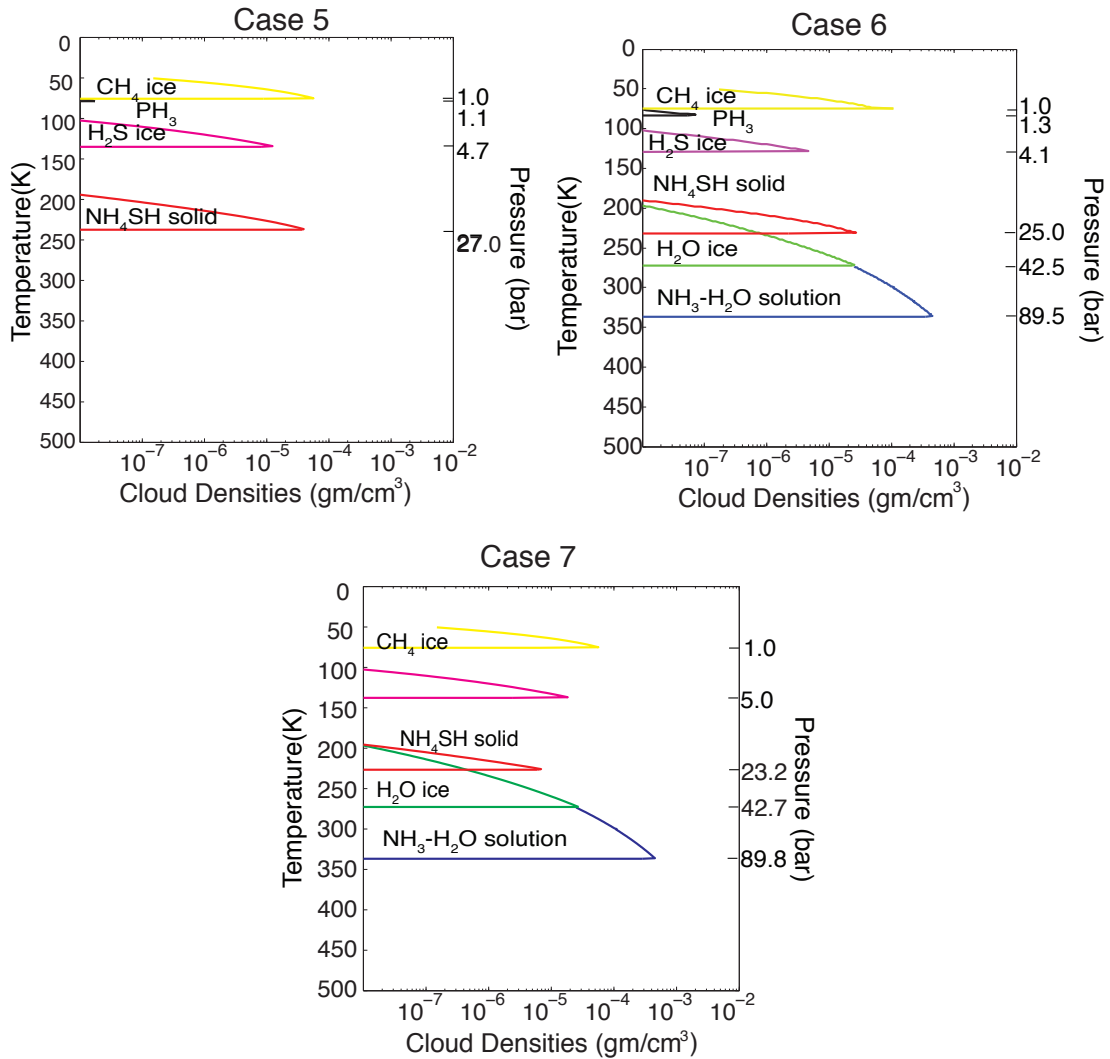 Case 5
0
50
100
150
200
250
300
350
400
450
500
Temperature(K)
CH₄ ice
PH₃
H₂S ice
NH₄SH solid
1.0
1.1
4.7
27.0
Pressure (bar)
10⁻⁷ 10⁻⁶ 10⁻⁵ 10⁻⁴ 10⁻³ 10⁻²
Cloud Densities (gm/cm³)
Case 6
0
50
100
150
200
250
300
350
400
450
500
Temperature(K)
CH₄ ice
PH₃
H₂S ice
NH₄SH solid
H₂O ice
NH₃-H₂O solution
1.0
1.3
4.1
25.0
42.5
89.5
Pressure (bar)
10⁻⁷ 10⁻⁶ 10⁻⁵ 10⁻⁴ 10⁻³ 10⁻²
Cloud Densities (gm/cm³)
Case 7
0
50
100
150
200
250
300
350
400
450
500
Temperature(K)
CH₄ ice
NH₄SH solid
H₂O ice
NH₃-H₂O solution
1.0
5.0
23.2
42.7
89.8
Pressure (bar)
10⁻⁷ 10⁻⁶ 10⁻⁵ 10⁻⁴ 10⁻³ 10⁻²
Cloud Densities (gm/cm³)